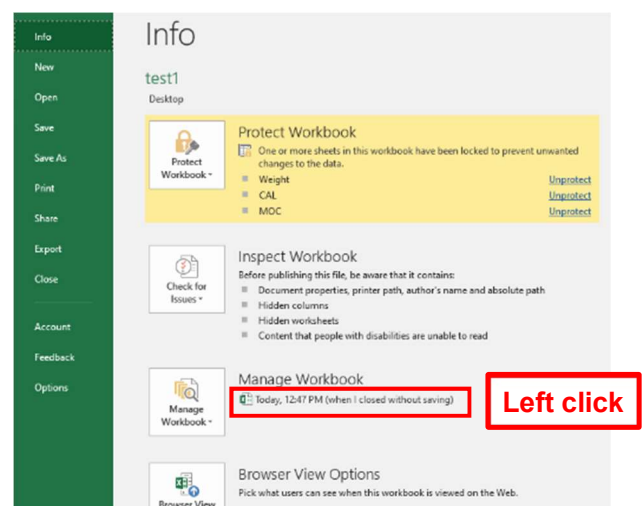 Info
New
Open
Save
Save As
Print
Share
Export
Close
Account
Feedback
Options
Info
test1
Desktop
Protect
Workbook
Protect Workbook
One or more sheets in this workbook have been locked to prevent unwanted
changes to the data.
Weight Unprotect
CAL Unprotect
MOC Unprotect
Check for
Issues
Inspect Workbook
Before publishing this file, be aware that it contains:
Document properties, printer path, author's name and absolute path
Hidden columns
Hidden worksheets
Content that people with disabilities are unable to read
Manage
Workbook
Manage Workbook
Today, 12:47 PM (when I closed without saving)
Left click
Browser View
Browser View Options
Pick what users can see when this workbook is viewed on the Web.